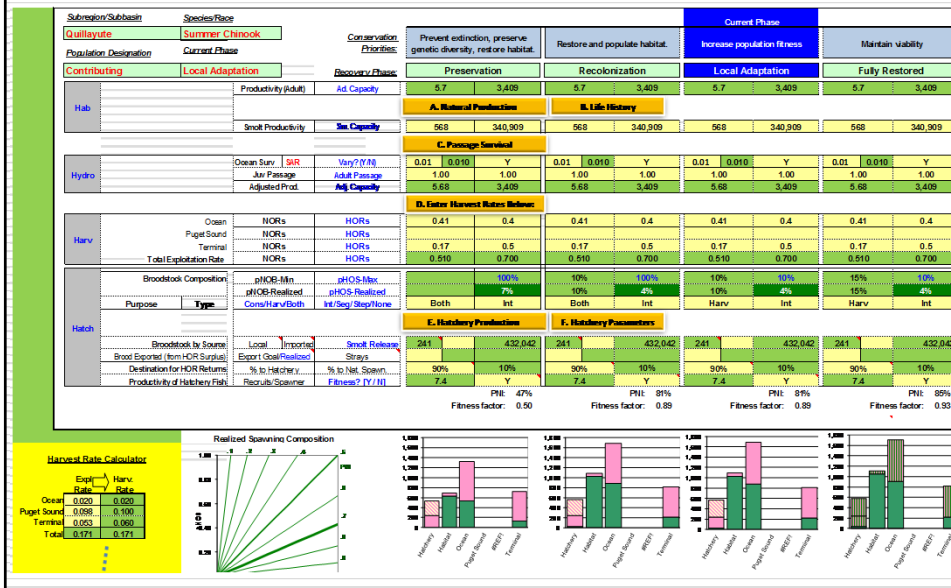 Subregion/Subbasin Species/Race Current Phase
Quillayute Summer Chinook Conservation Prevent extinction, preserve genetic diversity, restore habitat. Restore and populate habitat. Increase population fitness Maintain viability
Population Designation Current Phase Priorities:
Contributing Local Adaptation Recovery Phase: Preservation Recolonization Local Adaptation Fully Restored
Productivity (Adult) Ad. Capacity 5.7 3,409 5.7 3,409 5.7 3,409 5.7 3,409
Hab A. Natural Production B. Life History
Smolt Productivity Sm. Capacity 568 340,909 568 340,909 568 340,909 568 340,909
C. Passage Survival
Ocean Surv SAR Vary? (Y/N) 0.01 0.010 Y 0.01 0.010 Y 0.01 0.010 Y 0.01 0.010 Y
Hydro Juv Passage Adult Passage 1.00 1.00 1.00 1.00 1.00 1.00 1.00 1.00
Adjusted Prod. Adj. Capacity 5.68 3,409 5.68 3,409 5.68 3,409 5.68 3,409
D. Enter Harvest Rates Below:
Ocean NORs HORs 0.41 0.4 0.41 0.4 0.41 0.4 0.41 0.4
Puget Sound NORs HORs
Harv Terminal NORs HORs 0.17 0.5 0.17 0.5 0.17 0.5 0.17 0.5
Total Exploitation Rate NORs HORs 0.510 0.700 0.510 0.700 0.510 0.700 0.510 0.700
Broodstock Composition pNOB-Min pHOS-Max 100% 10% 100% 10% 10% 15% 10%
pNOB-Realized pHOS-Realized 7% 10% 4% 10% 4% 15% 4%
Purpose Type Cons/Harv/Both Int/Seg/Step/None Both Int Both Int Harv Int Harv Int
Hatch E. Hatchery Production F. Hatchery Parameters
Broodstock by Source Local Imported Smolt Release 241 432,042 241 432,042 241 432,042 241 432,042
Brood Exported (from HOR Surplus) Export Goal/Realized Strays
Destination for HOR Returns % to Hatchery % to Nat. Spawn. 90% 10% 90% 10% 90% 10% 90% 10%
Productivity of Hatchery Fish Recruits/Spawner Fitness? [Y / N] 7.4 Y 7.4 Y 7.4 Y 7.4 Y
PNI: 47% PNI: 81% PNI: 81% PNI: 85%
Fitness factor: 0.50 Fitness factor: 0.89 Fitness factor: 0.89 Fitness factor: 0.93
Harvest Rate Calculator
Expl Rate Harv. Rate
Ocean 0.020 0.020
Puget Sound 0.098 0.100
Terminal 0.053 0.060
Total 0.171 0.171
Realized Spawning Composition
.1 .2 .3 .4 .5
1.00
Hatchery Habitat Ocean Puget Sound #REF! Terminal
Hatchery Habitat Ocean Puget Sound #REF! Terminal
Hatchery Habitat Ocean Puget Sound #REF! Terminal
Hatchery Habitat Ocean Puget Sound #REF! Terminal